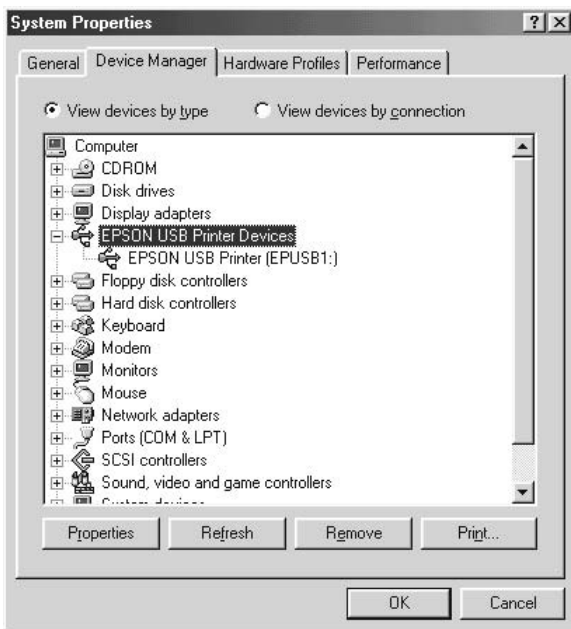 System Properties
General Device Manager Hardware Profiles Performance
View devices by type View devices by connection
Computer
CDROM
Disk drives
Display adapters
EPSON USB Printer Devices
EPSON USB Printer (EPUSB1:)
Floppy disk controllers
Hard disk controllers
Keyboard
Modem
Monitors
Mouse
Network adapters
Ports (COM & LPT)
SCSI controllers
Sound, video and game controllers
System devices
Properties Refresh Remove Print...
OK Cancel